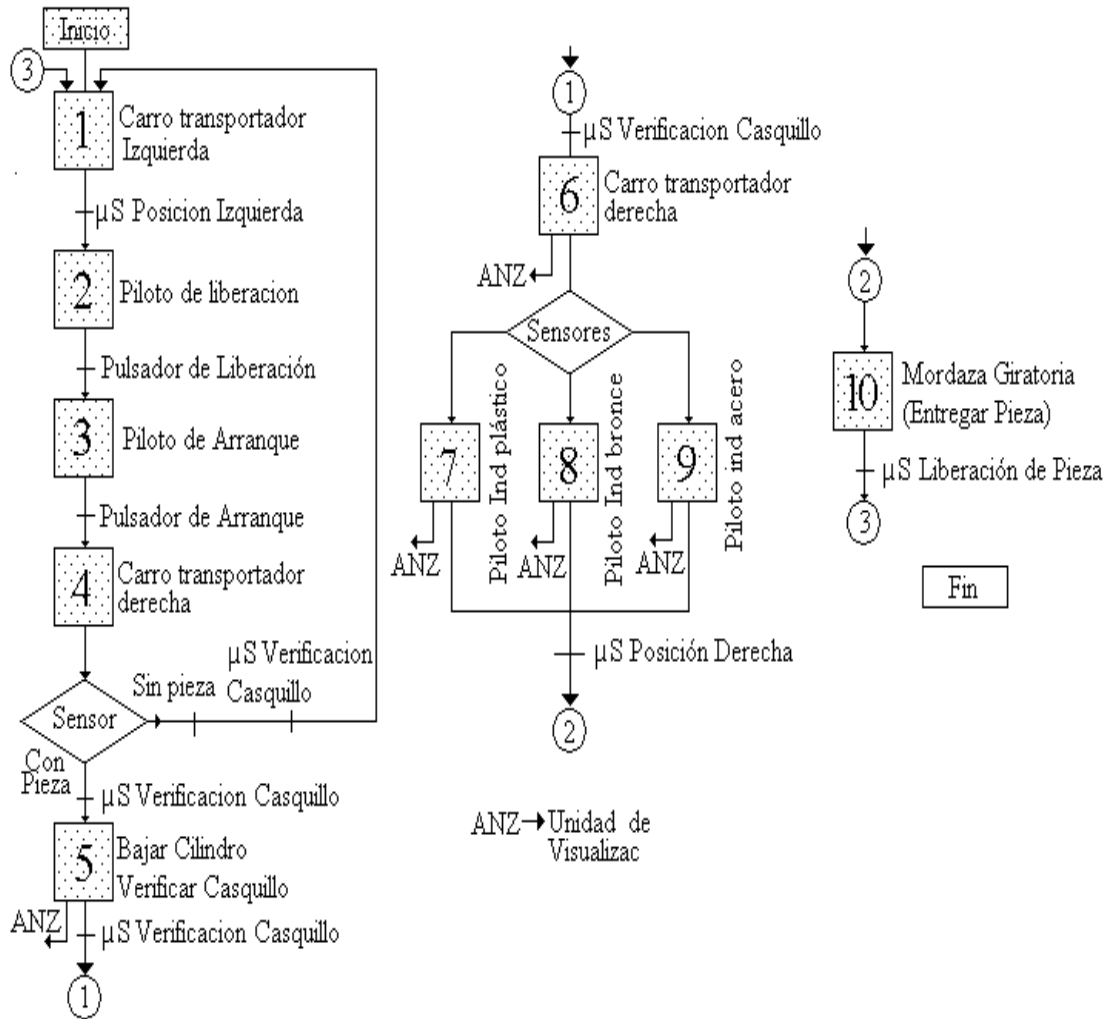 Inicio
3
1
Carro transportador
Izquierda
µS Posicion Izquierda
2
Piloto de liberacion
Pulsador de Liberación
3
Piloto de Arranque
Pulsador de Arranque
4
Carro transportador
derecha
Sensor
Sin pieza
µS Verificacion
Casquillo
Con
Pieza
µS Verificacion Casquillo
5
Bajar Cilindro
Verificar Casquillo
ANZ
µS Verificacion Casquillo
1
1
µS Verificacion Casquillo
6
Carro transportador
derecha
ANZ
Sensores
7
Piloto Ind plástico
ANZ
8
Piloto Ind bronce
ANZ
9
Piloto ind acero
ANZ
µS Posición Derecha
2
ANZ
Unidad de
Visualizac
2
10
Mordaza Giratoria
(Entregar Pieza)
µS Liberación de Pieza
3
Fin